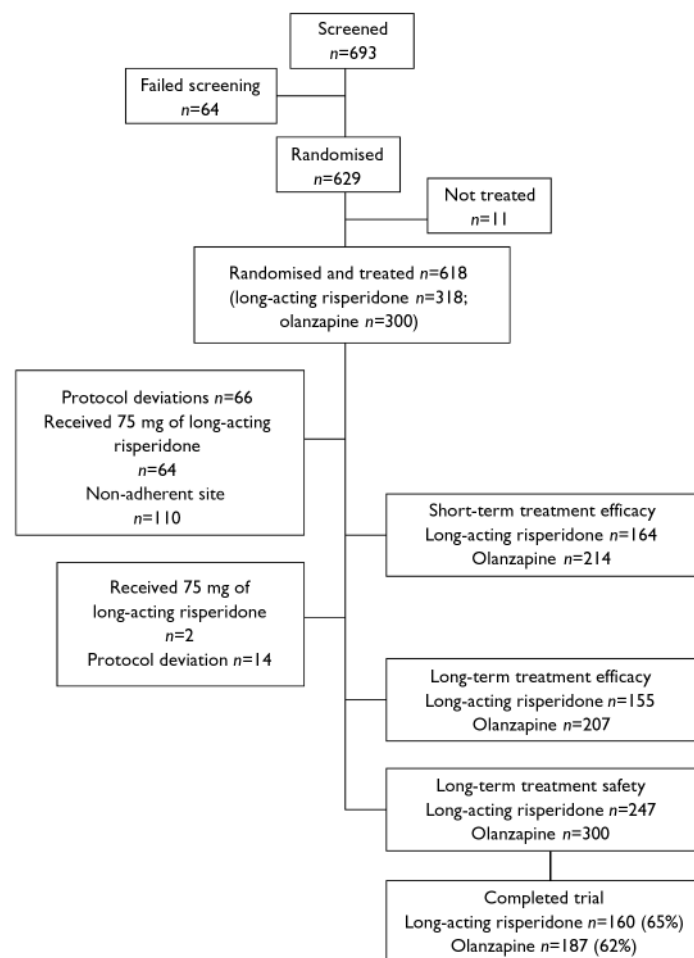 Screened
n=693
Failed screening
n=64
Randomised
n=629
Not treated
n=11
Randomised and treated n=618
(long-acting risperidone n=318;
olanzapine n=300)
Protocol deviations n=66
Received 75 mg of long-acting
risperidone
n=64
Non-adherent site
n=110
Short-term treatment efficacy
Long-acting risperidone n=164
Olanzapine n=214
Received 75 mg of
long-acting risperidone
n=2
Protocol deviation n=14
Long-term treatment efficacy
Long-acting risperidone n=155
Olanzapine n=207
Long-term treatment safety
Long-acting risperidone n=247
Olanzapine n=300
Completed trial
Long-acting risperidone n=160 (65%)
Olanzapine n=187 (62%)